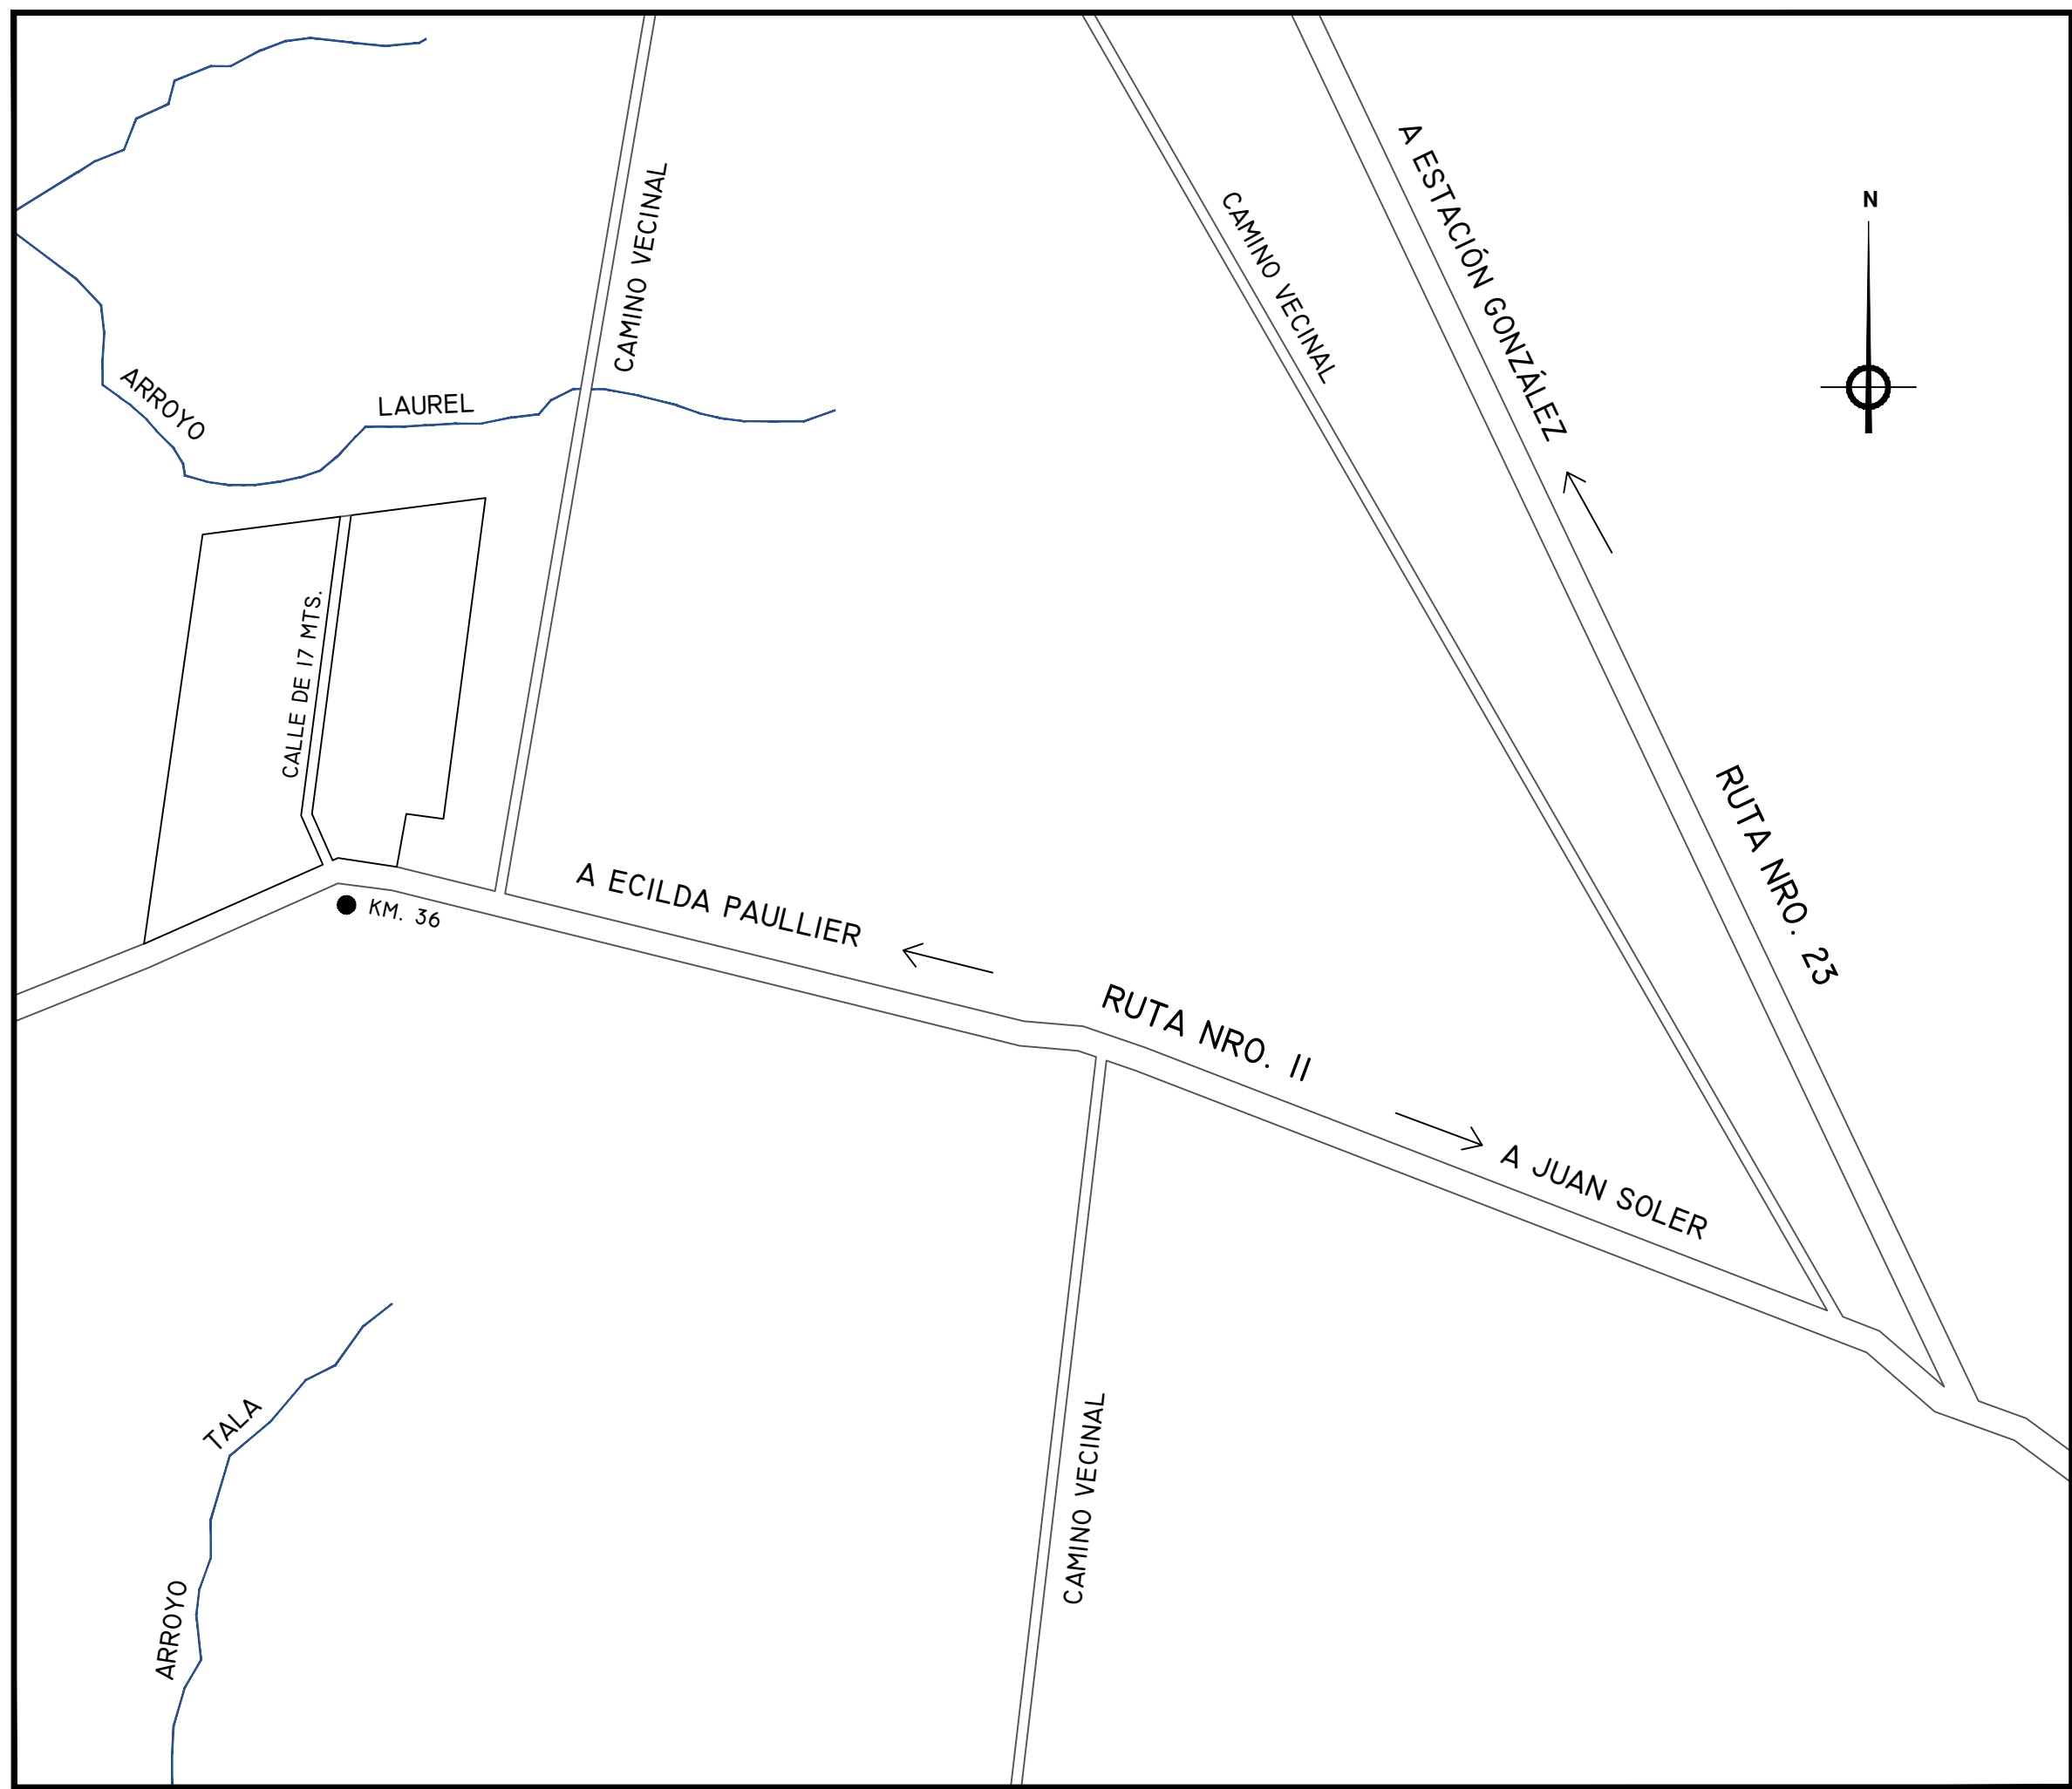 A ESTACIÓN GONZÁLEZ
N
CAMINO VECINAL
CAMINO VECINAL
ARROYO
LAUREL
CALLE DE 17 MTS.
RUTA NRO. 23
A ECILDA PAULLIER
KM. 36
RUTA NRO. 11
A JUAN SOLER
TALA
CAMINO VECINAL
ARROYO